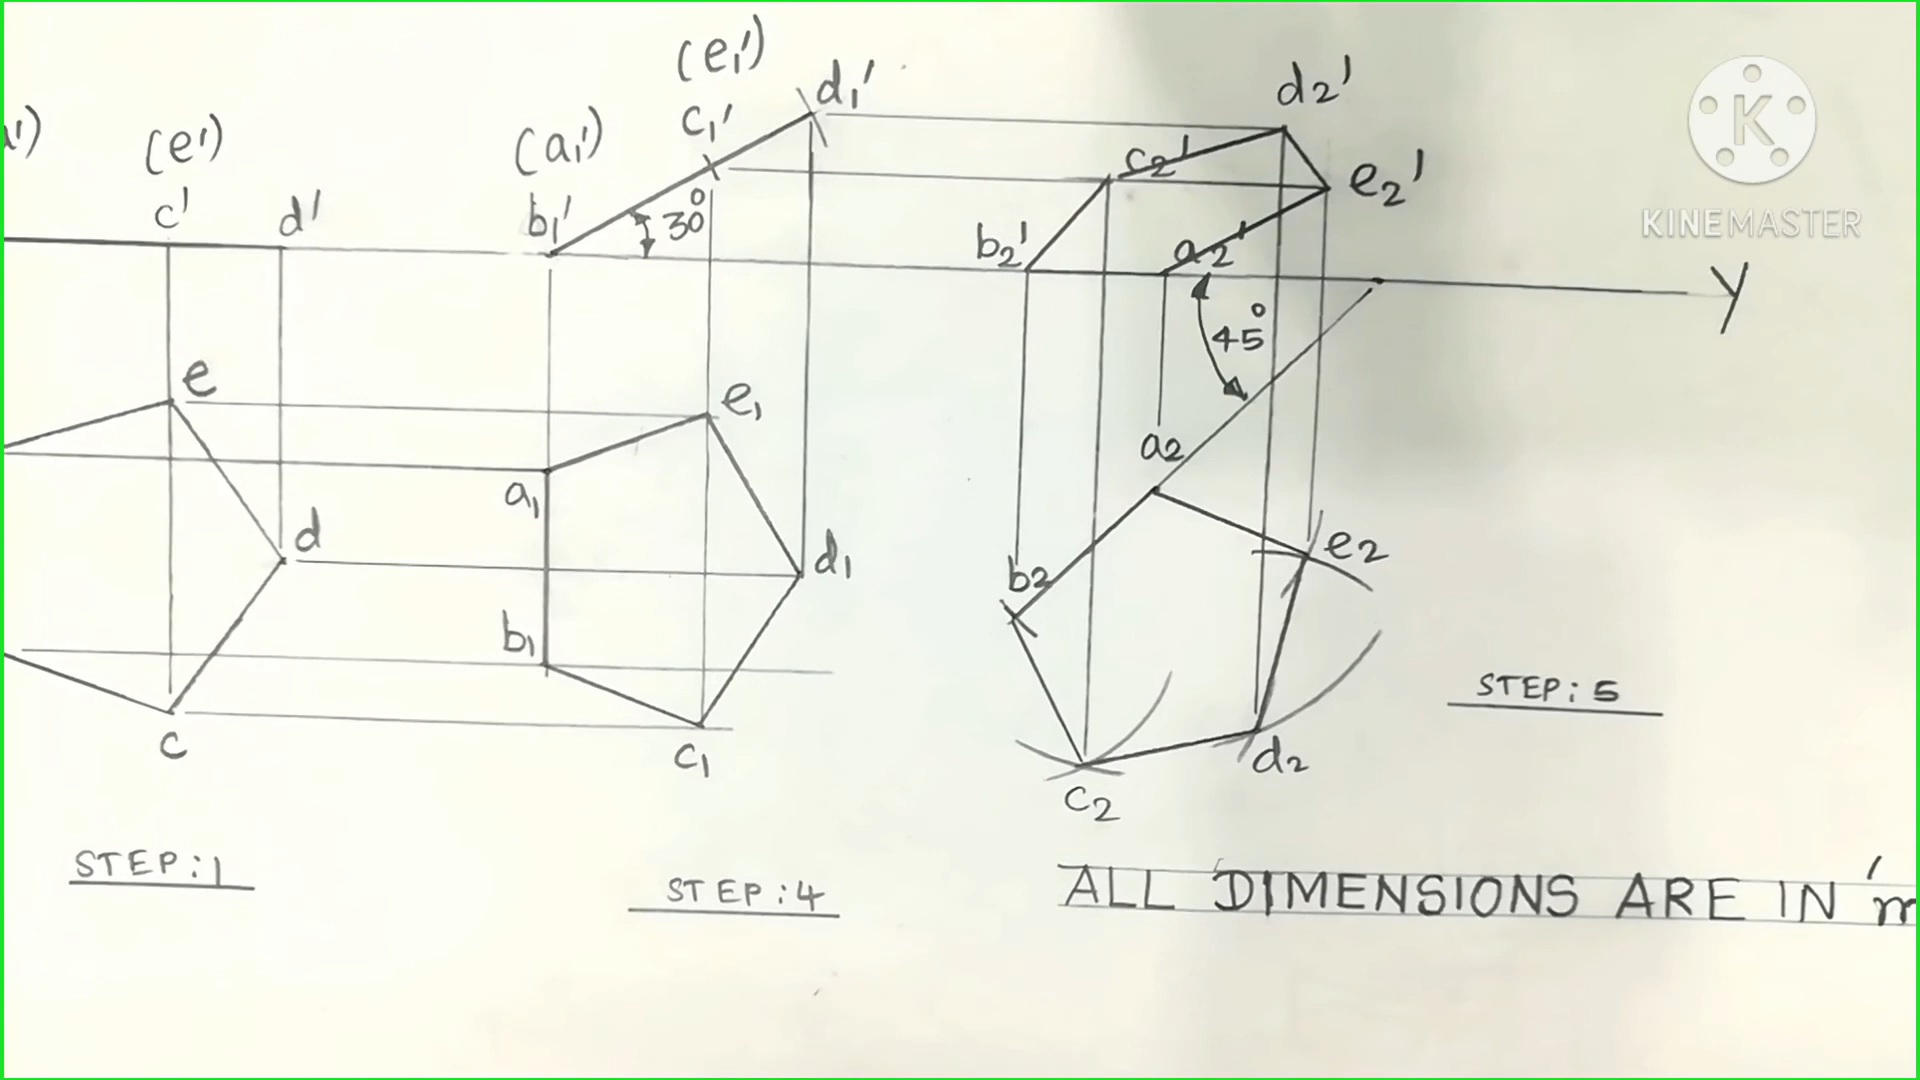 (e1')
d1'
d2'
a')
(e')
(a1')
c1'
c2'
e2'
c'
d'
b1'
30°
b2'
a2'
Y
45°
e
e1
a2
a1
d
d1
b2
e2
b1
c
c1
d2
c2
STEP:1
STEP:4
STEP:5
ALL DIMENSIONS ARE IN 'm
K
KINEMASTER